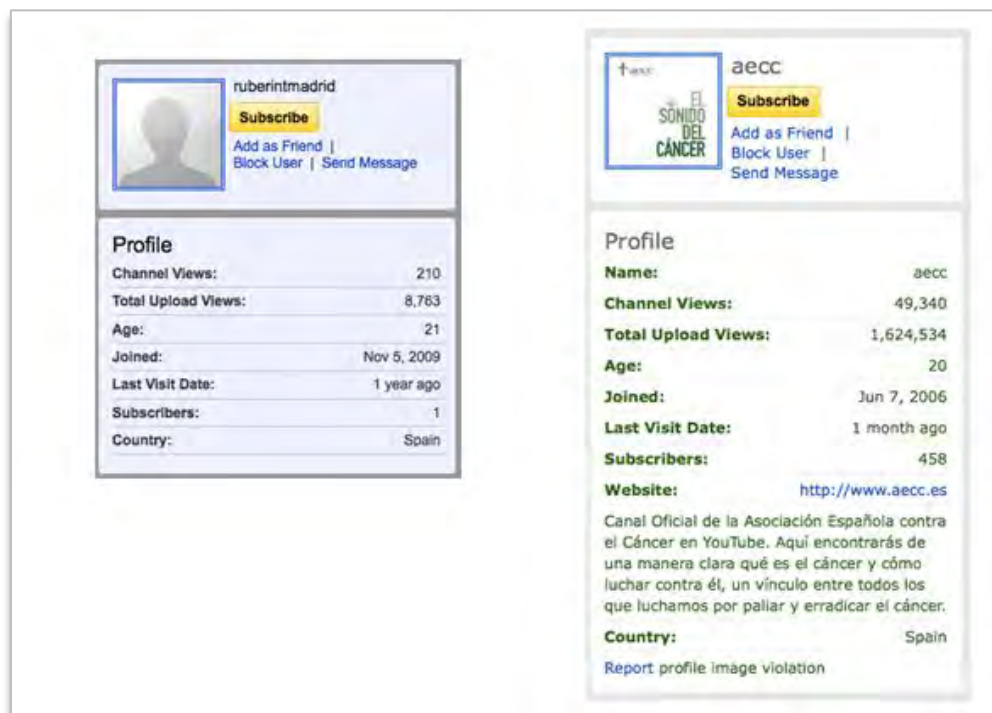 ruberintmadrid
Subscribe
Add as Friend |
Block User | Send Message
Profile
Channel Views: 210
Total Upload Views: 8,763
Age: 21
Joined: Nov 5, 2009
Last Visit Date: 1 year ago
Subscribers: 1
Country: Spain
aecc
EL
SONIDO
DEL
CÁNCER
aecc
Subscribe
Add as Friend |
Block User |
Send Message
Profile
Name: aecc
Channel Views: 49,340
Total Upload Views: 1,624,534
Age: 20
Joined: Jun 7, 2006
Last Visit Date: 1 month ago
Subscribers: 458
Website: http://www.aecc.es
Canal Oficial de la Asociación Española contra
el Cáncer en YouTube. Aquí encontrarás de
una manera clara qué es el cáncer y cómo
luchar contra él, un vínculo entre todos los
que luchamos por paliar y erradicar el cáncer.
Country: Spain
Report profile image violation